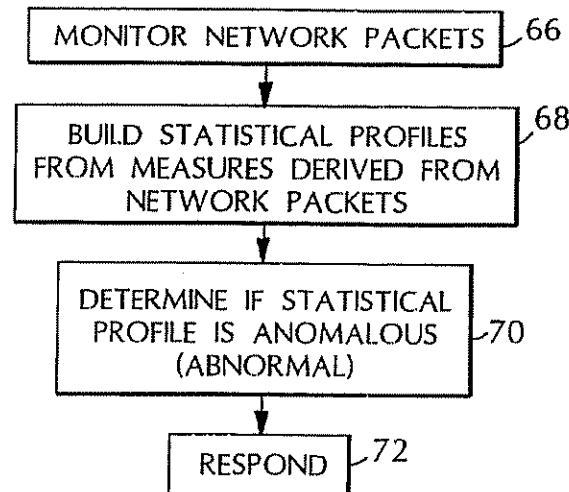 MONITOR NETWORK PACKETS 66
BUILD STATISTICAL PROFILES 68
FROM MEASURES DERIVED FROM
NETWORK PACKETS
DETERMINE IF STATISTICAL
PROFILE IS ANOMALOUS 70
(ABNORMAL)
RESPOND 72